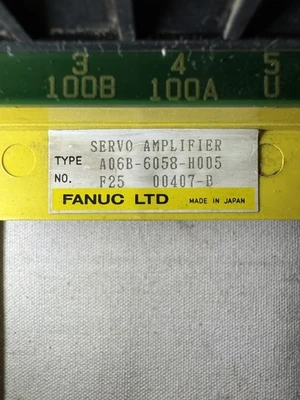 3 4 5
100B 100A U
SERVO AMPLIFIER
TYPE A06B-6058-H005
NO. F25 00407-B
FANUC LTD MADE IN JAPAN